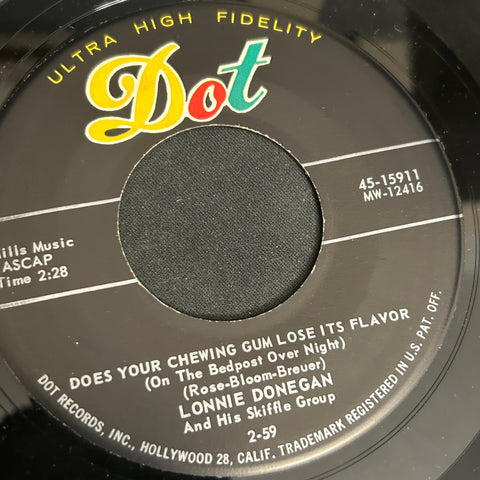 ULTRA HIGH FIDELITY
Dot
45-15911
MW-12416
Mills Music
ASCAP
Time 2:28
DOES YOUR CHEWING GUM LOSE ITS FLAVOR
(On The Bedpost Over Night)
(Rose-Bloom-Breuer)
LONNIE DONEGAN
And His Skiffle Group
2-59
DOT RECORDS, INC., HOLLYWOOD 28, CALIF. TRADEMARK REGISTERED IN U.S. PAT. OFF.